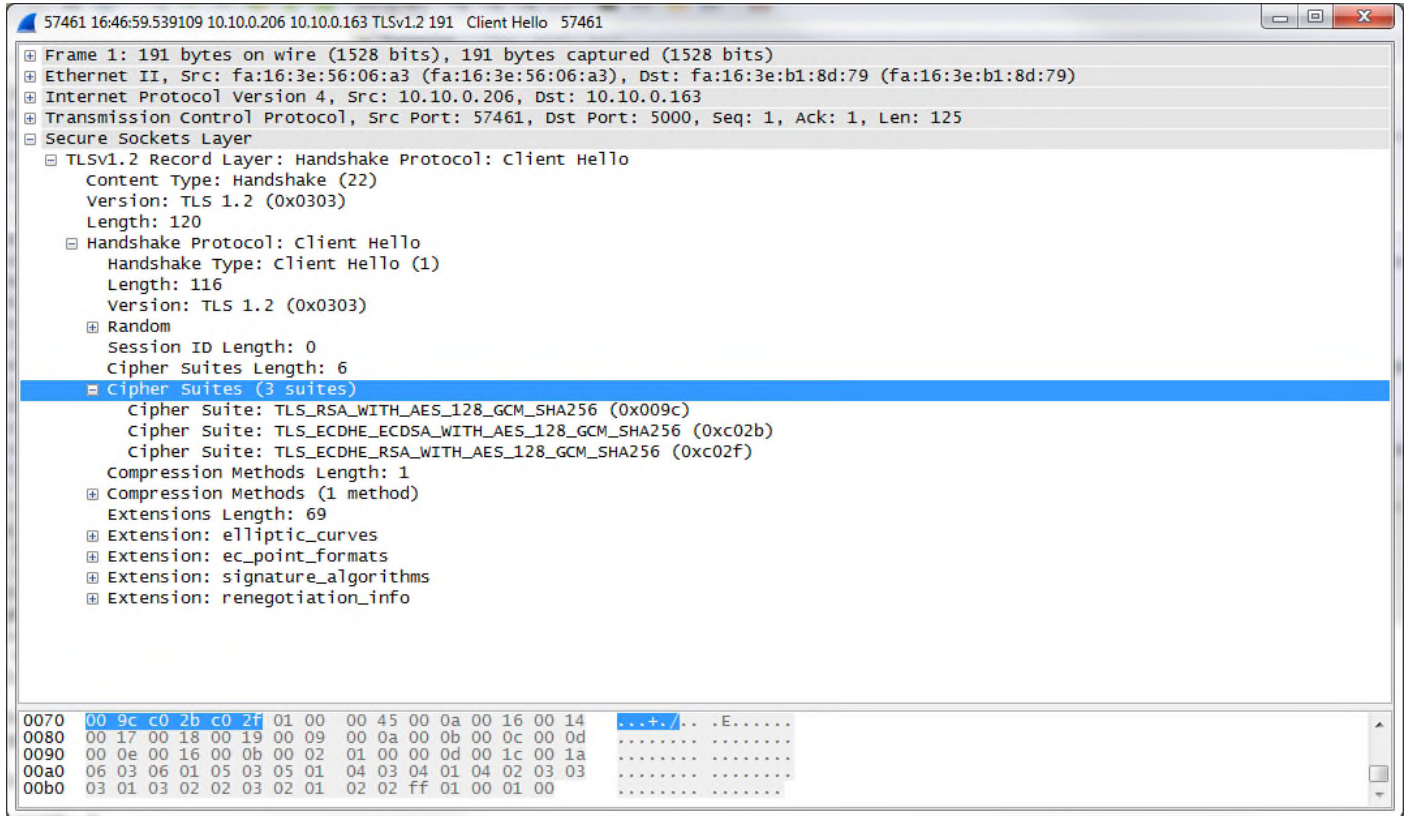 57461 16:46:59.539109 10.10.0.206 10.10.0.163 TLSv1.2 191 Client Hello 57461
Frame 1: 191 bytes on wire (1528 bits), 191 bytes captured (1528 bits)
Ethernet II, Src: fa:16:3e:56:06:a3 (fa:16:3e:56:06:a3), Dst: fa:16:3e:b1:8d:79 (fa:16:3e:b1:8d:79)
Internet Protocol Version 4, Src: 10.10.0.206, Dst: 10.10.0.163
Transmission Control Protocol, Src Port: 57461, Dst Port: 5000, Seq: 1, Ack: 1, Len: 125
Secure Sockets Layer
TLSv1.2 Record Layer: Handshake Protocol: Client Hello
Content Type: Handshake (22)
Version: TLS 1.2 (0x0303)
Length: 120
Handshake Protocol: Client Hello
Handshake Type: Client Hello (1)
Length: 116
Version: TLS 1.2 (0x0303)
Random
Session ID Length: 0
Cipher Suites Length: 6
Cipher Suites (3 suites)
Cipher Suite: TLS_RSA_WITH_AES_128_GCM_SHA256 (0x009c)
Cipher Suite: TLS_ECDHE_ECDSA_WITH_AES_128_GCM_SHA256 (0xc02b)
Cipher Suite: TLS_ECDHE_RSA_WITH_AES_128_GCM_SHA256 (0xc02f)
Compression Methods Length: 1
Compression Methods (1 method)
Extensions Length: 69
Extension: elliptic_curves
Extension: ec_point_formats
Extension: signature_algorithms
Extension: renegotiation_info
0070 00 9c c0 2b c0 2f 01 00 00 45 00 0a 00 16 00 14 ...+./.. .E......
0080 00 17 00 18 00 19 00 09 00 0a 00 0b 00 0c 00 0d ........ ........
0090 00 0e 00 16 00 0b 00 02 01 00 00 0d 00 1c 00 1a ........ ........
00a0 06 03 06 01 05 03 05 01 04 03 04 01 04 02 03 03 ........ ........
00b0 03 01 03 02 02 03 02 01 02 02 ff 01 00 01 00 ........ .......